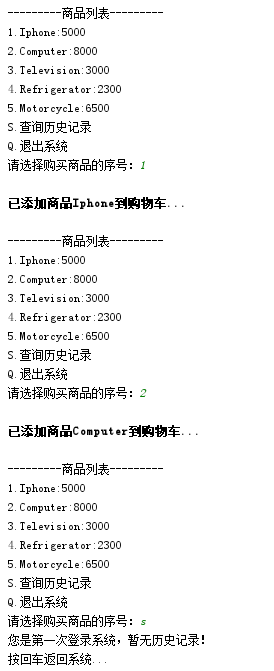 ---------商品列表---------
1.Iphone:5000
2.Computer:8000
3.Television:3000
4.Refrigerator:2300
5.Motorcycle:6500
S.查询历史记录
Q.退出系统
请选择购买商品的序号：1
已添加商品Iphone到购物车...
---------商品列表---------
1.Iphone:5000
2.Computer:8000
3.Television:3000
4.Refrigerator:2300
5.Motorcycle:6500
S.查询历史记录
Q.退出系统
请选择购买商品的序号：2
已添加商品Computer到购物车...
---------商品列表---------
1.Iphone:5000
2.Computer:8000
3.Television:3000
4.Refrigerator:2300
5.Motorcycle:6500
S.查询历史记录
Q.退出系统
请选择购买商品的序号：s
您是第一次登录系统，暂无历史记录！
按回车返回系统...